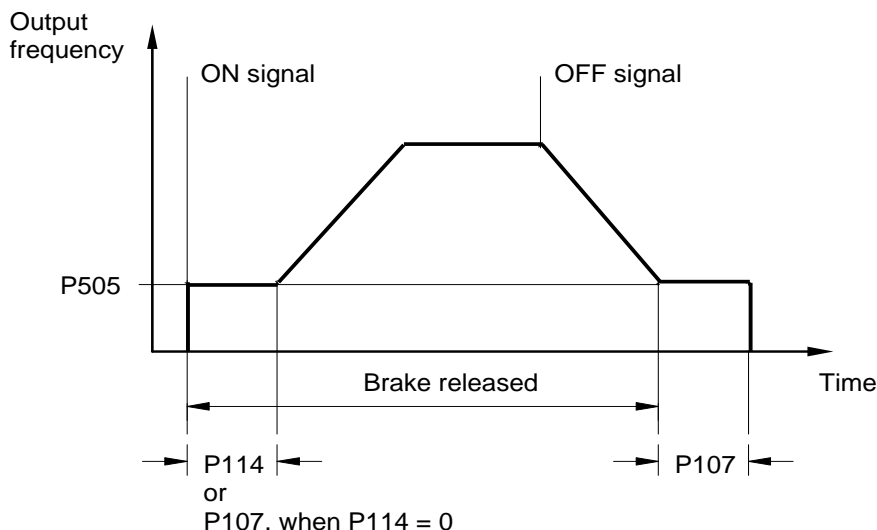 Output
frequency
ON signal
OFF signal
P505
Brake released
Time
P114
or
P107, when P114 = 0
P107